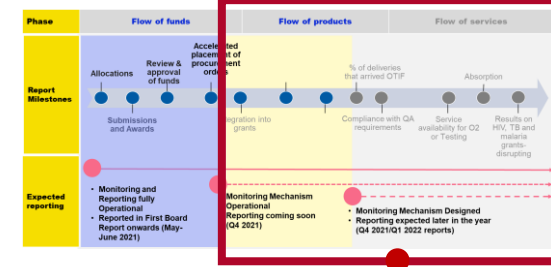 Phase
Flow of funds
Flow of products
Flow of services
Report
Milestones
Allocations
Review &
approval
of funds
Accelerated
placement of
procurement
orders
% of deliveries
that arrived OTIF
Absorption
Submissions
and Awards
egration into
grants
Compliance with QA
requirements
Service
availability for O2
or Testing
Results on
HIV, TB and
malaria
grants-
disrupting
Expected
reporting
• Monitoring and
Reporting fully
Operational
• Reported in First Board
Report onwards (May-
June 2021)
Monitoring Mechanism
Operational
Reporting coming soon
(Q4 2021)
• Monitoring Mechanism Designed
• Reporting expected later in the year
(Q4 2021/Q1 2022 reports)